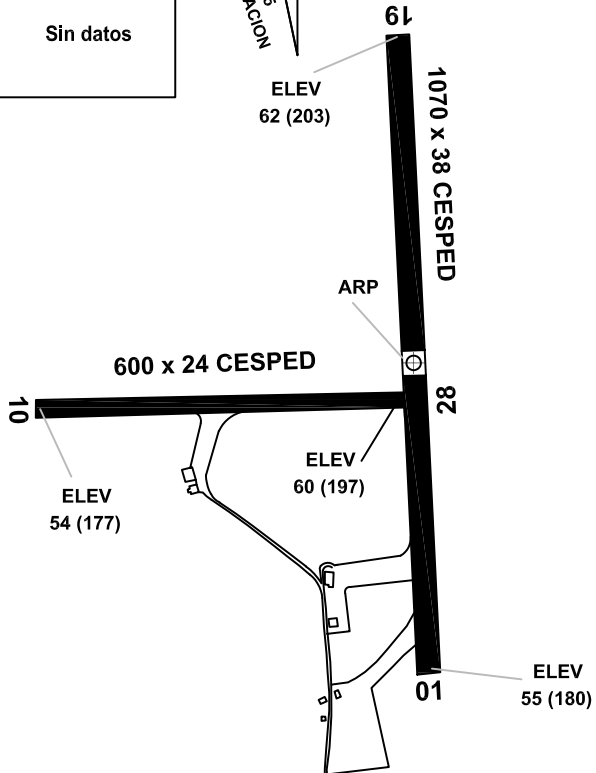 Sin datos
19
ELEV
62 (203)
1070 x 38 CESPED
ARP
600 x 24 CESPED
10
28
ELEV
60 (197)
ELEV
54 (177)
ELEV
55 (180)
01